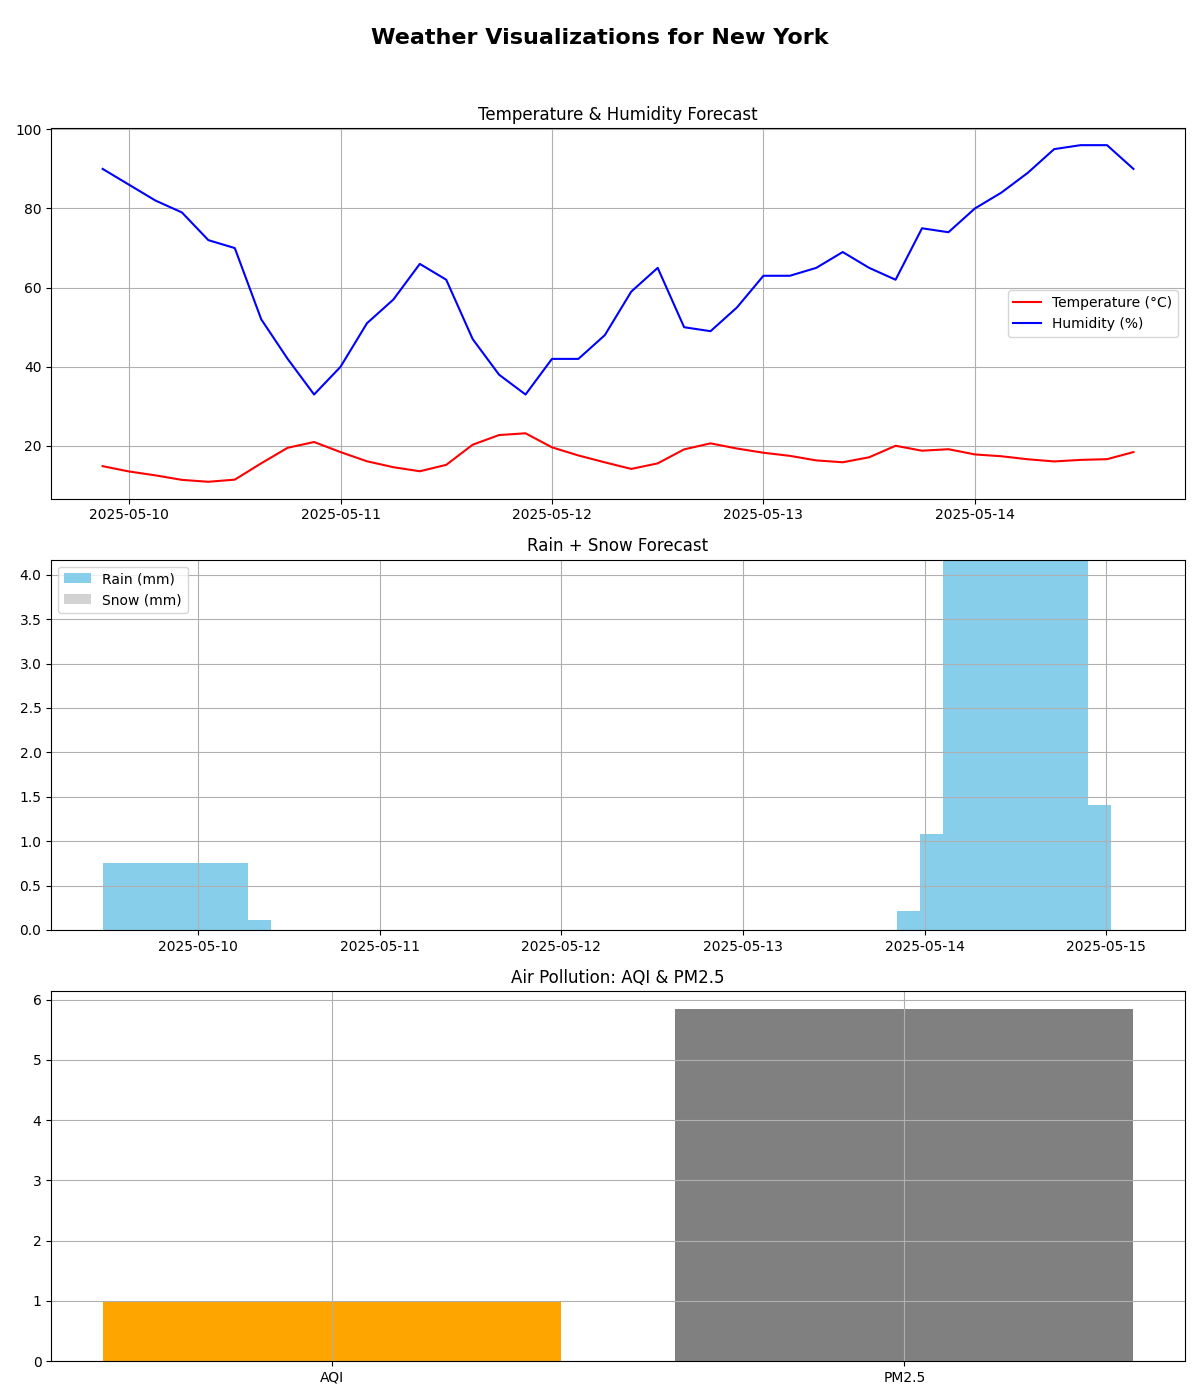 Weather Visualizations for New York
Temperature & Humidity Forecast
100
80
60
40
20
Temperature (°C)
Humidity (%)
2025-05-10 2025-05-11 2025-05-12 2025-05-13 2025-05-14
Rain + Snow Forecast
Rain (mm)
Snow (mm)
4.0
3.5
3.0
2.5
2.0
1.5
1.0
0.5
0.0
2025-05-10 2025-05-11 2025-05-12 2025-05-13 2025-05-14 2025-05-15
Air Pollution: AQI & PM2.5
6
5
4
3
2
1
0
AQI PM2.5